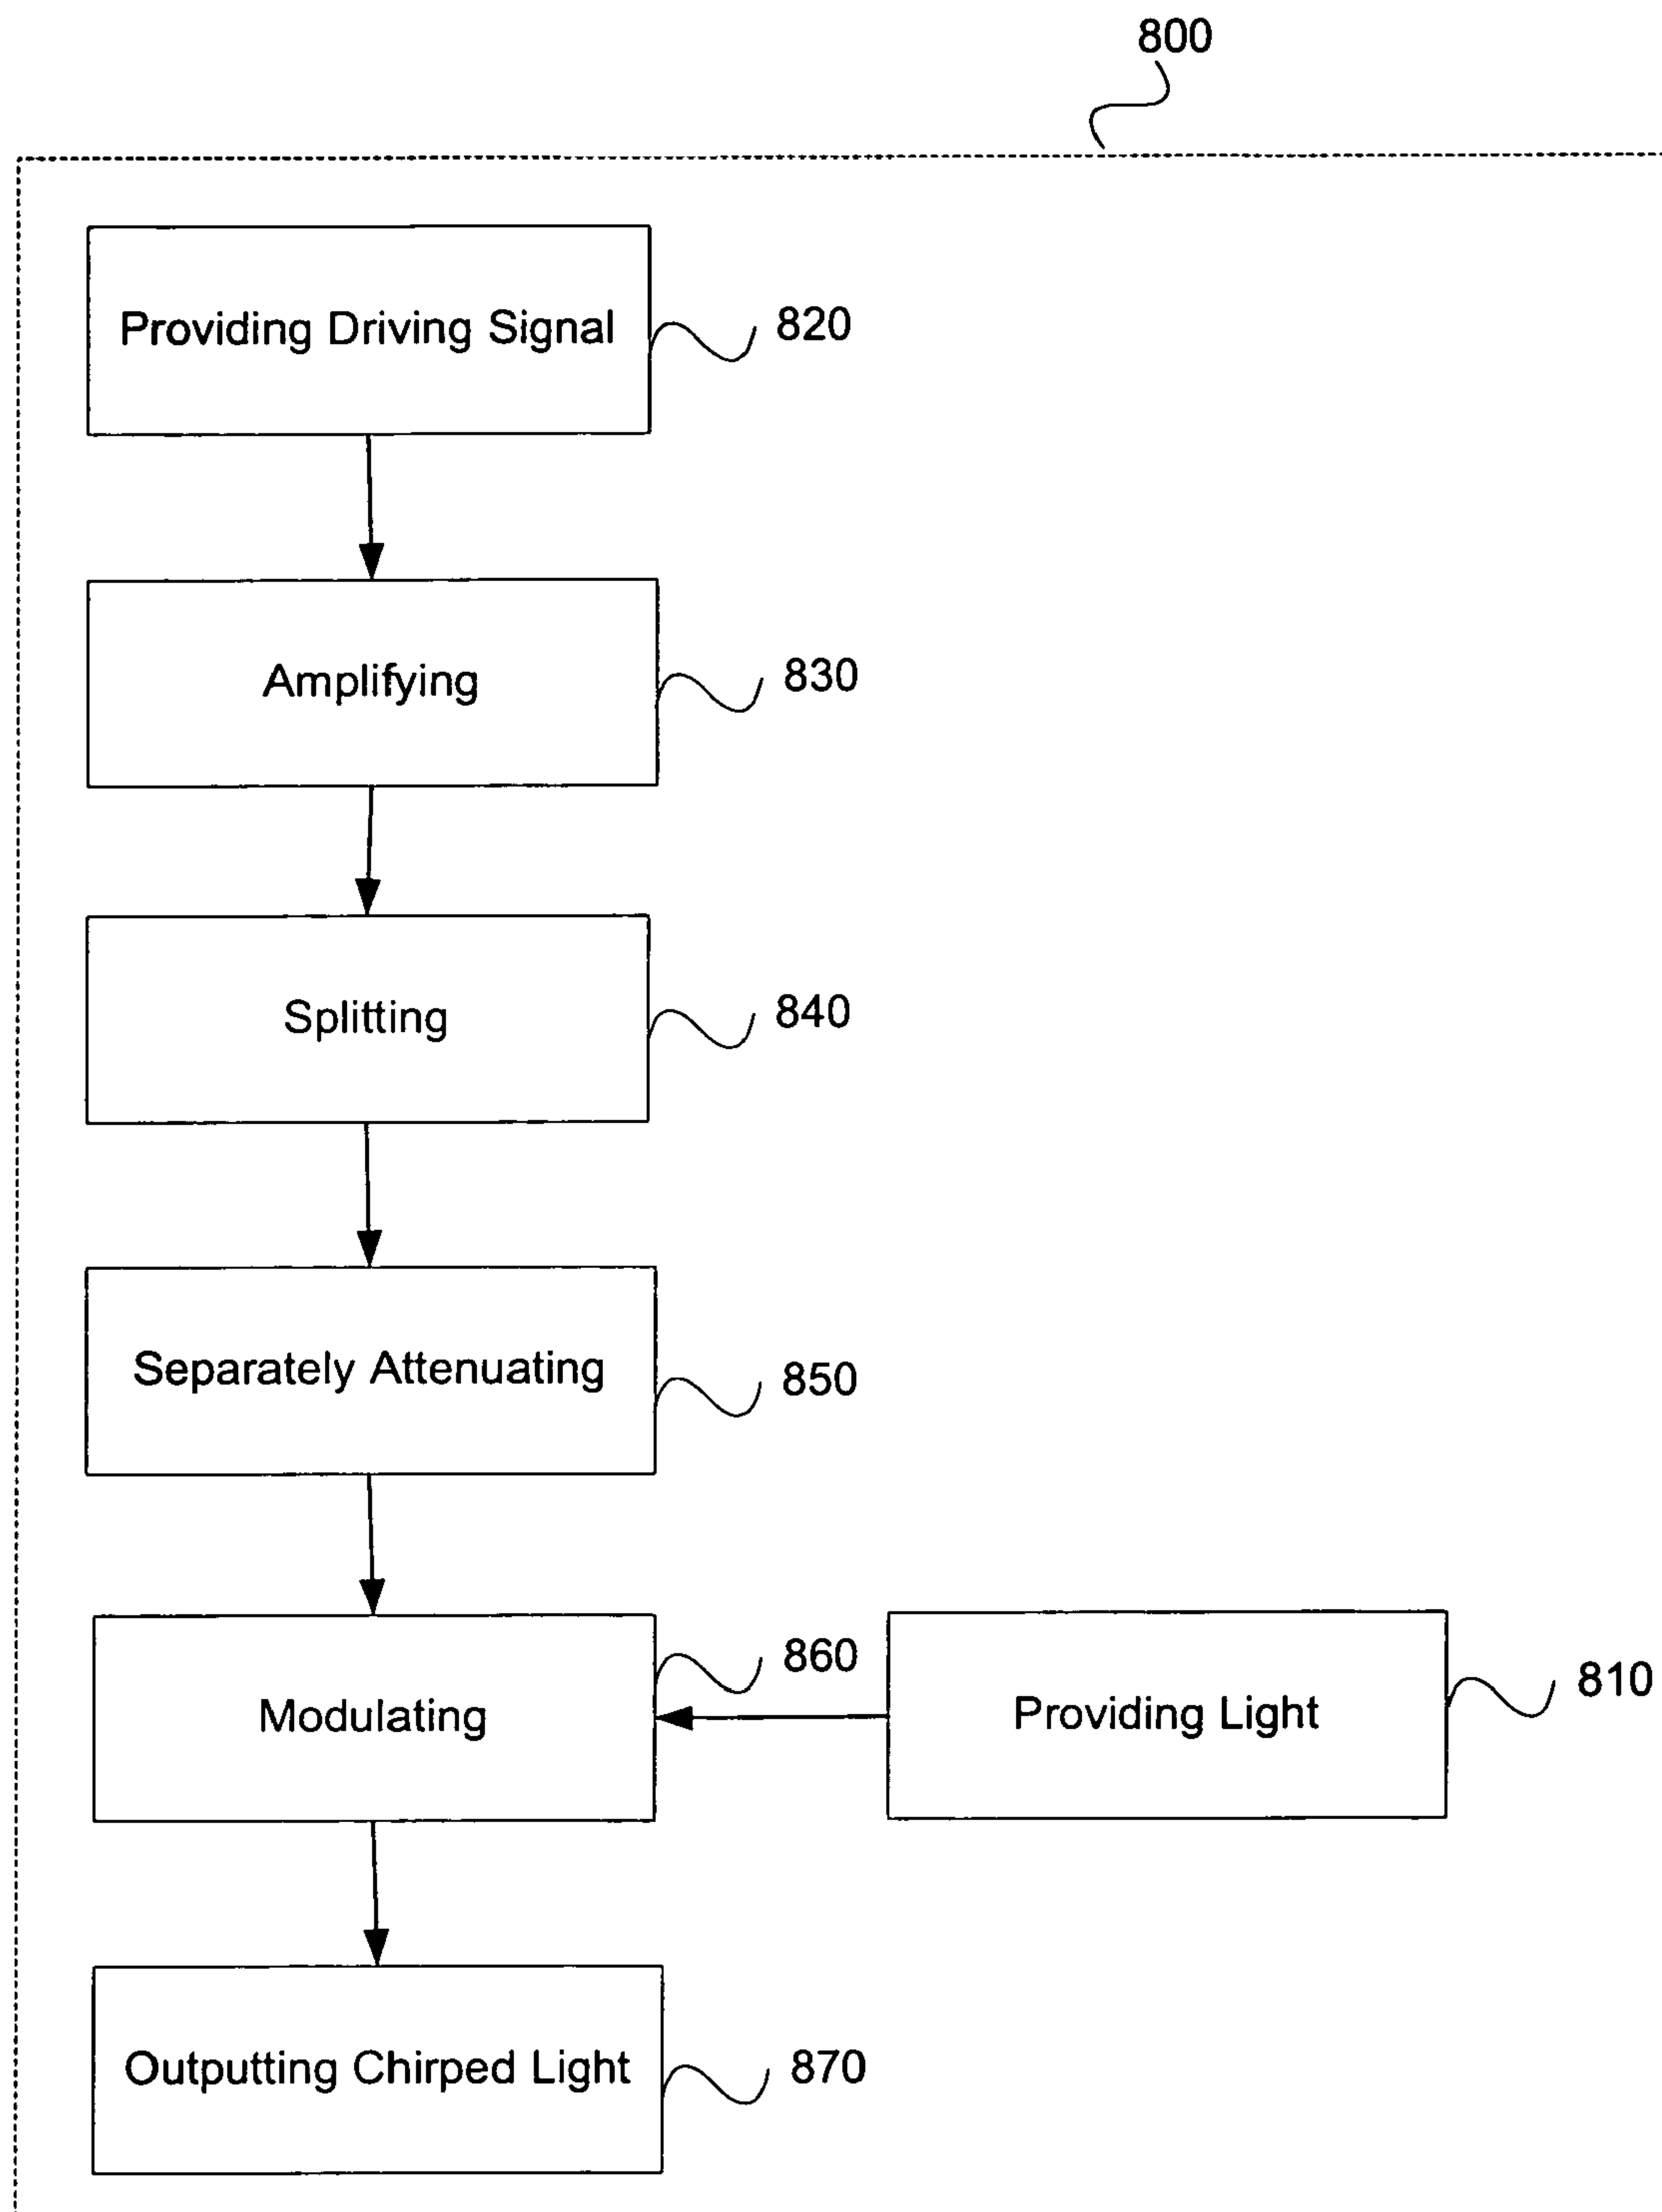 800
Providing Driving Signal
820
Amplifying
830
Splitting
840
Separately Attenuating
850
Modulating
860
Providing Light
810
Outputting Chirped Light
870